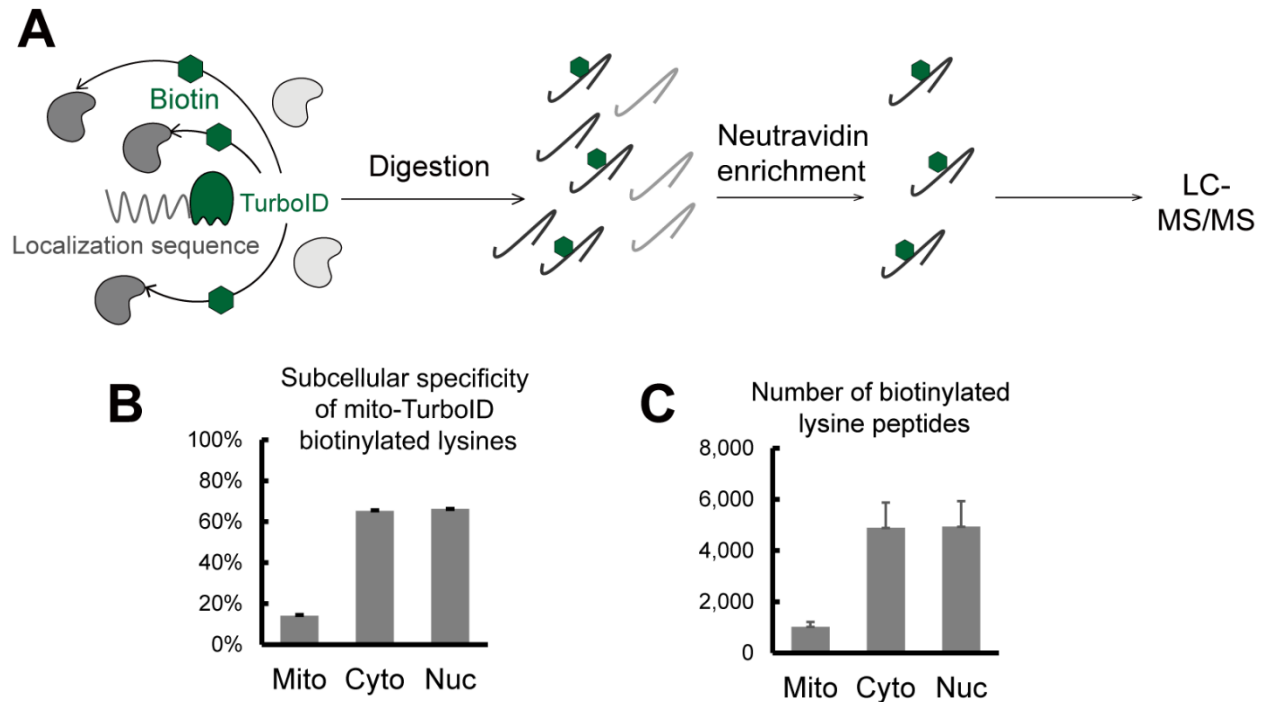 A
Biotin
TurboID
Localization sequence
Digestion
Neutravidin
enrichment
LC-
MS/MS
B
Subcellular specificity
of mito-TurboID
biotinylated lysines
100%
80%
60%
40%
20%
0%
Mito Cyto Nuc
C
Number of biotinylated
lysine peptides
8,000
6,000
4,000
2,000
0
Mito Cyto Nuc